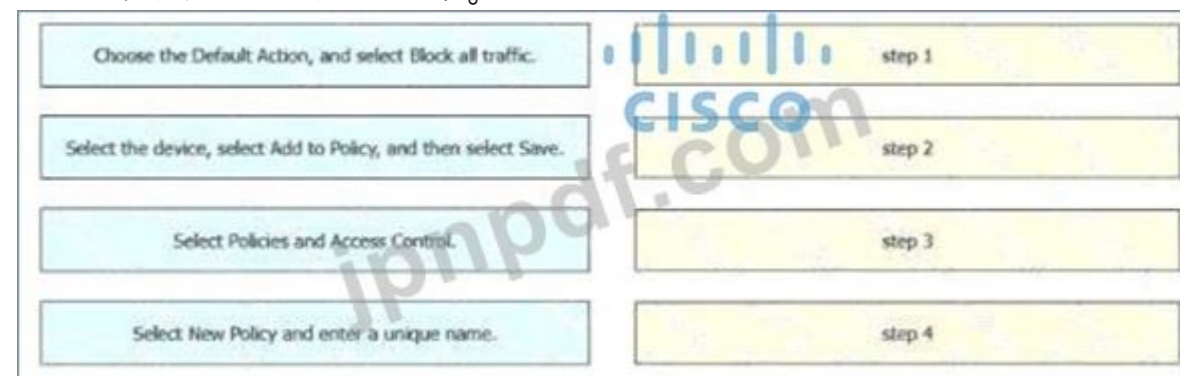 Choose the Default Action, and select Block all traffic.
step 1
CISCO
Select the device, select Add to Policy, and then select Save.
step 2
Select Policies and Access Control.
step 3
Select New Policy and enter a unique name.
step 4
jpnpdf.com